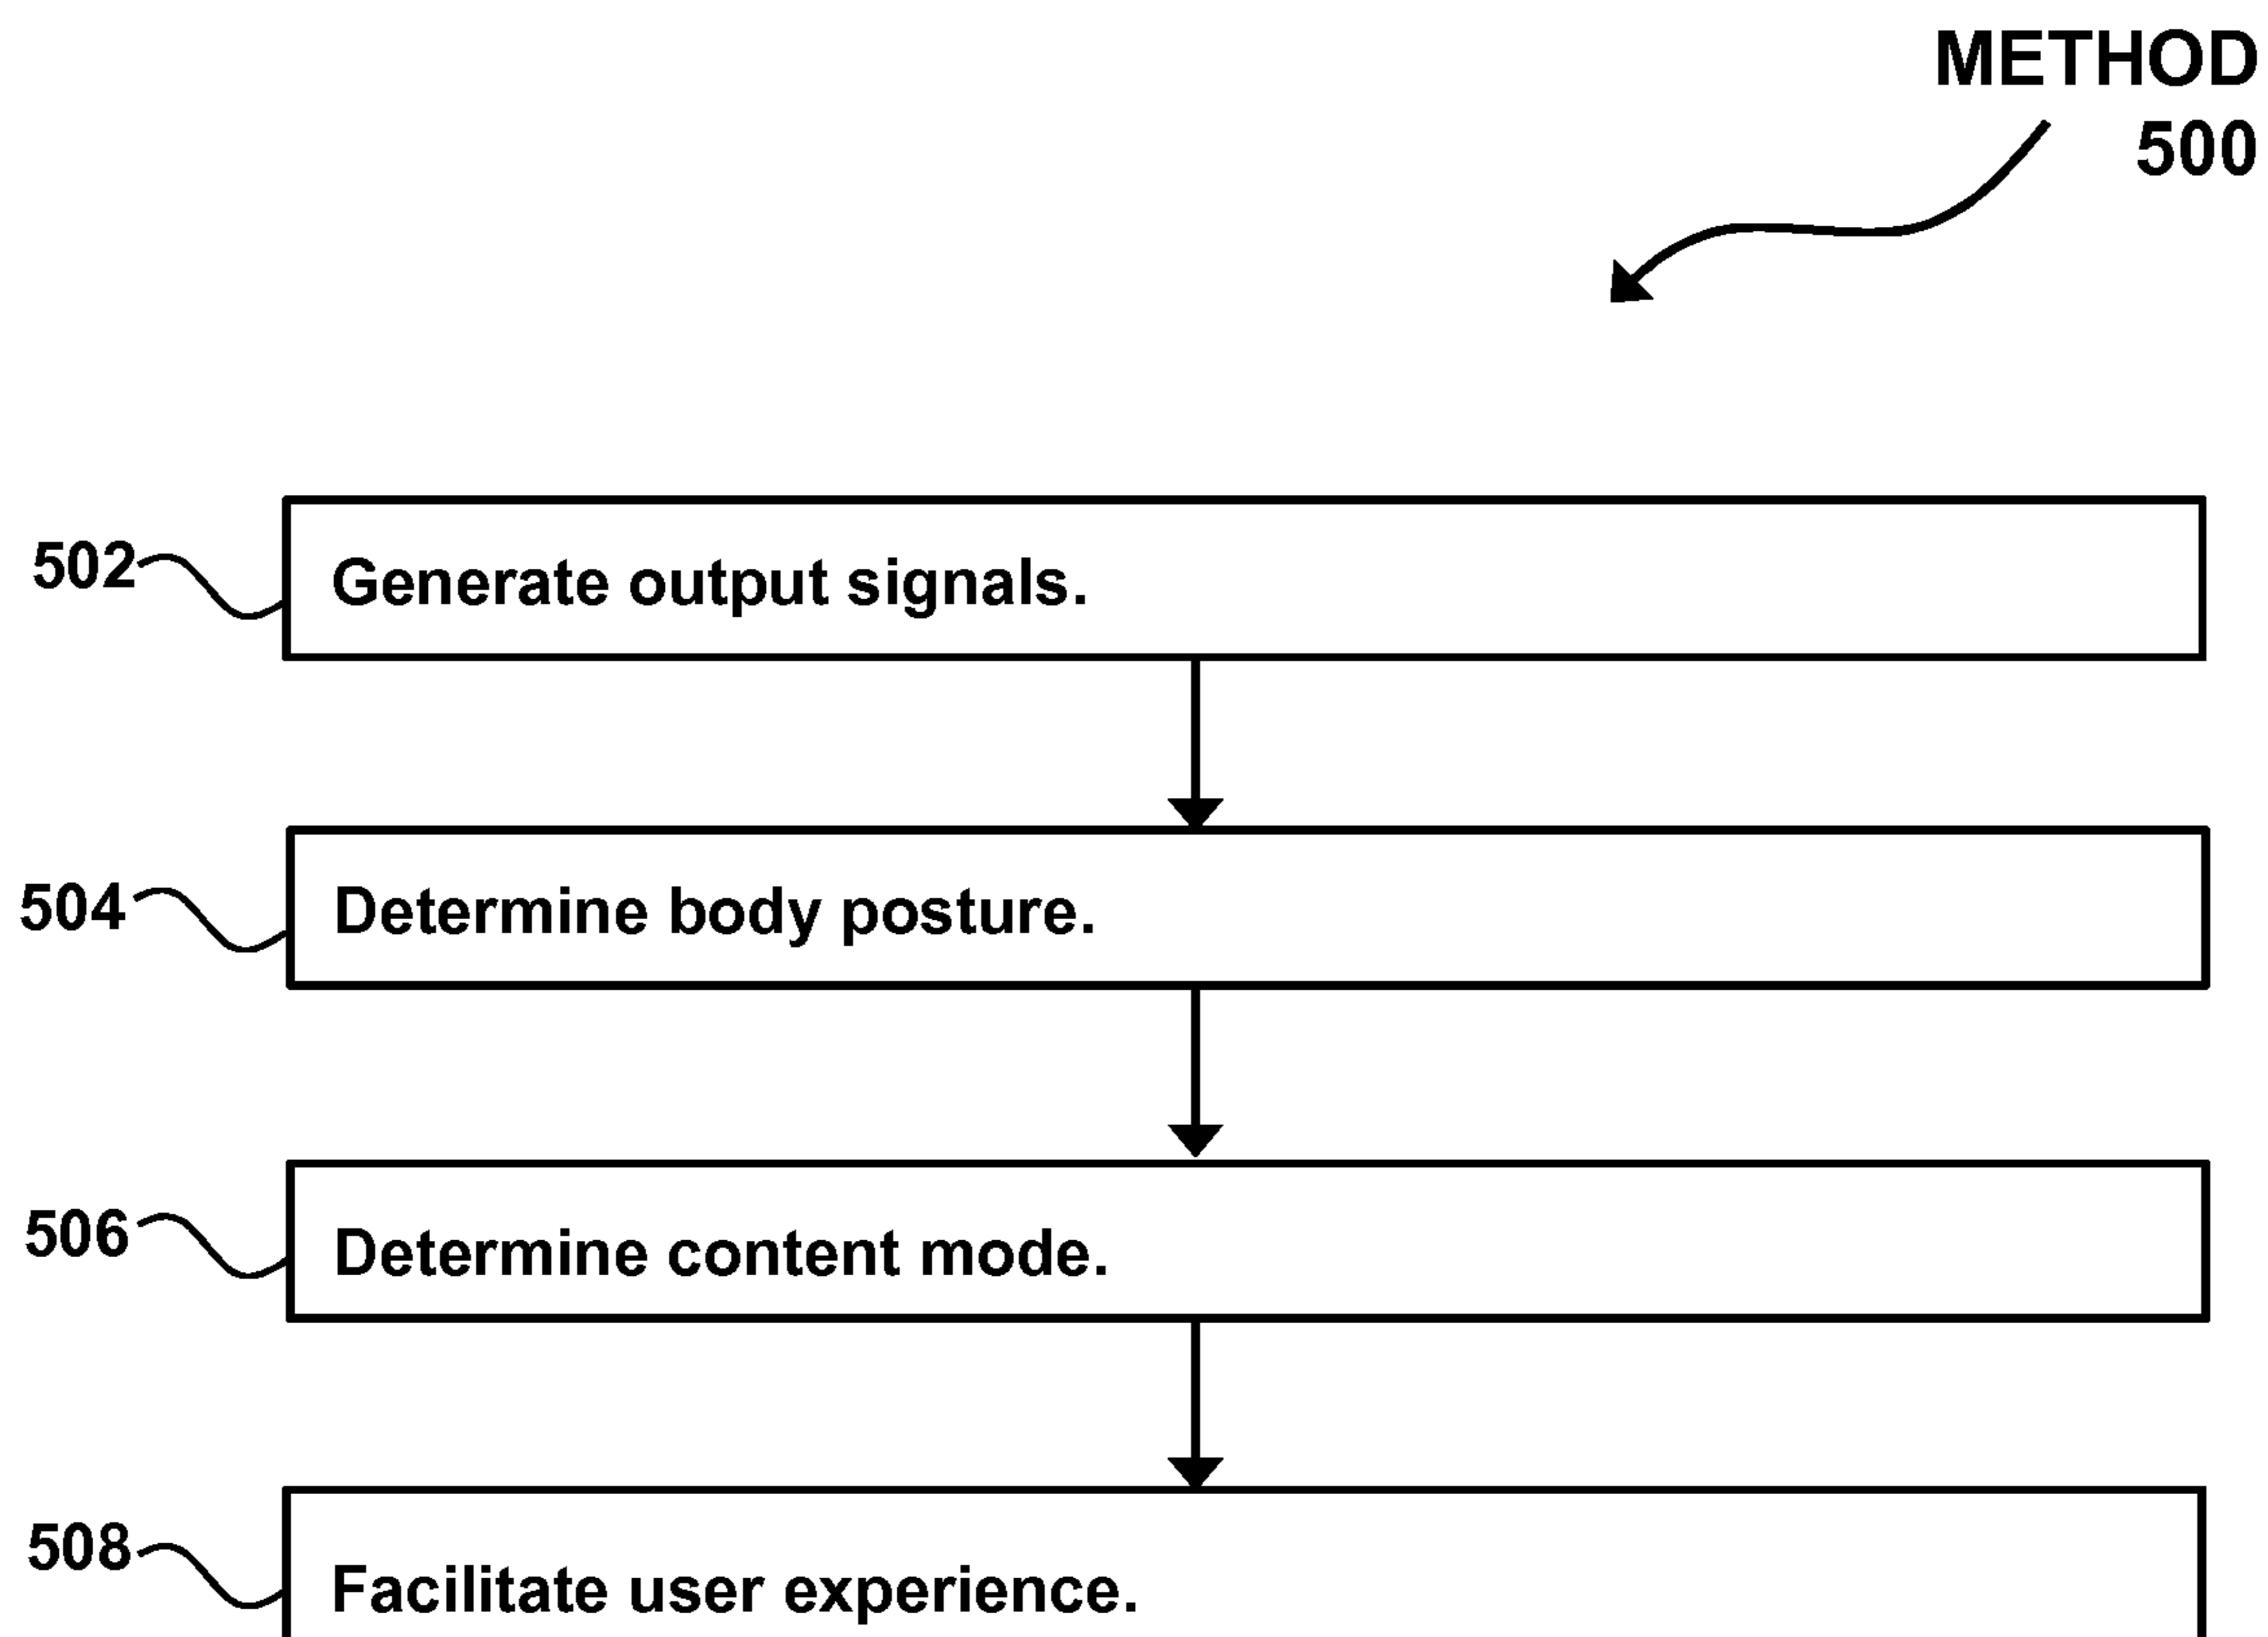 METHOD
500
502
Generate output signals.
504
Determine body posture.
506
Determine content mode.
508
Facilitate user experience.